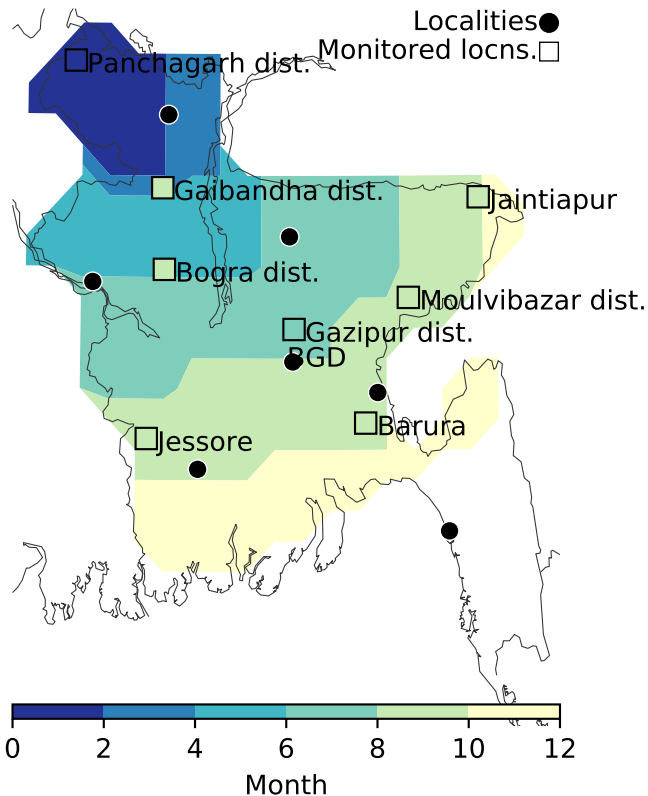 Localities
Monitored locns.
Panchagarh dist.
Gaibandha dist.
Jaintiapur
Bogra dist.
Moulvibazar dist.
Gazipur dist.
BGD
Barura
Jessore
0 2 4 6 8 10 12
Month